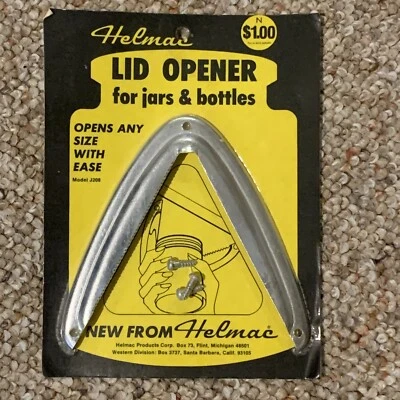 Helmac
N
$1.00
LID OPENER
for jars & bottles
OPENS ANY
SIZE
WITH
EASE
Model J208
NEW FROM Helmac
Helmac Products Corp. Box 73, Flint, Michigan 48501
Western Division: Box 3737, Santa Barbara, Calif. 93105